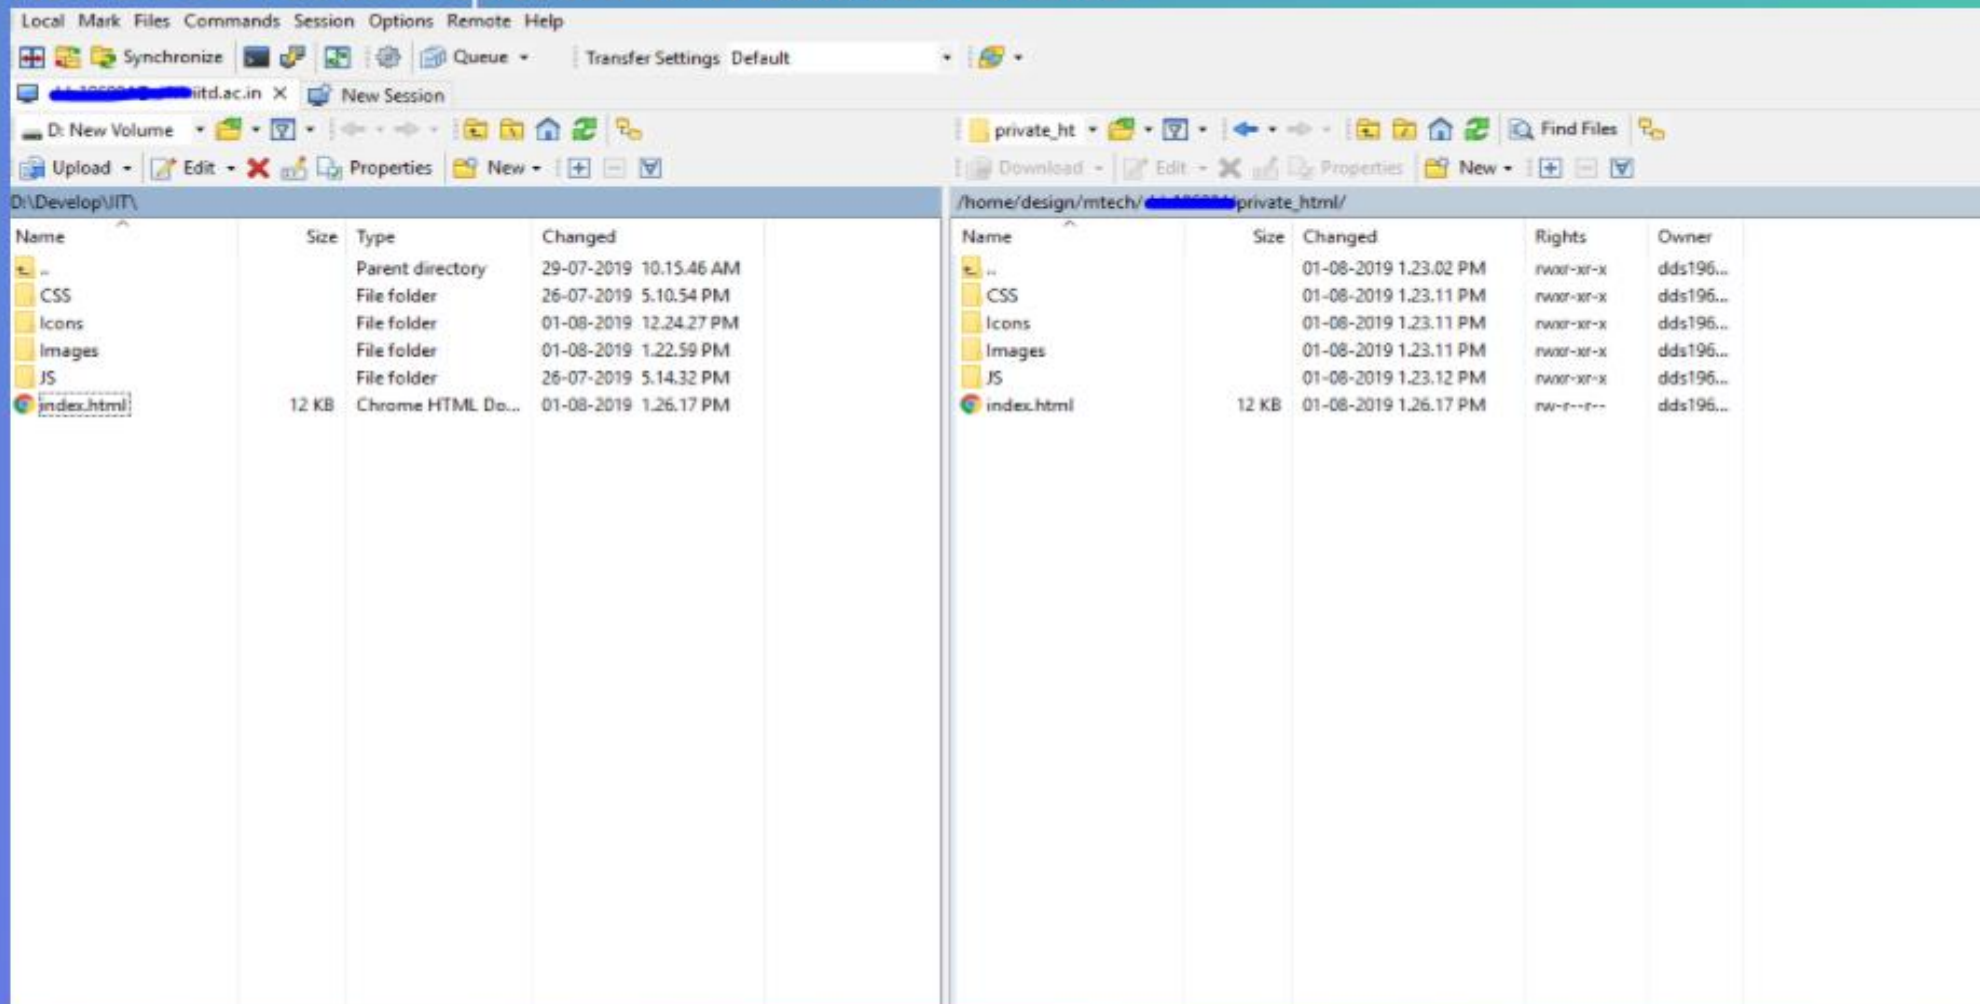 Local Mark Files Commands Session Options Remote Help
Synchronize Queue Transfer Settings Default
iitd.ac.in × New Session
D: New Volume
Upload Edit Properties New
D:\Develop\IIT\
Name Size Type Changed
.. Parent directory 29-07-2019 10.15.46 AM
CSS File folder 26-07-2019 5.10.54 PM
Icons File folder 01-08-2019 12.24.27 PM
Images File folder 01-08-2019 1.22.59 PM
JS File folder 26-07-2019 5.14.32 PM
index.html 12 KB Chrome HTML Do... 01-08-2019 1.26.17 PM
private_ht Find Files
Download Edit Properties New
/home/design/mtech/ private_html/
Name Size Changed Rights Owner
.. 01-08-2019 1.23.02 PM rwxr-xr-x dds196...
CSS 01-08-2019 1.23.11 PM rwxr-xr-x dds196...
Icons 01-08-2019 1.23.11 PM rwxr-xr-x dds196...
Images 01-08-2019 1.23.11 PM rwxr-xr-x dds196...
JS 01-08-2019 1.23.12 PM rwxr-xr-x dds196...
index.html 12 KB 01-08-2019 1.26.17 PM rw-r--r-- dds196...